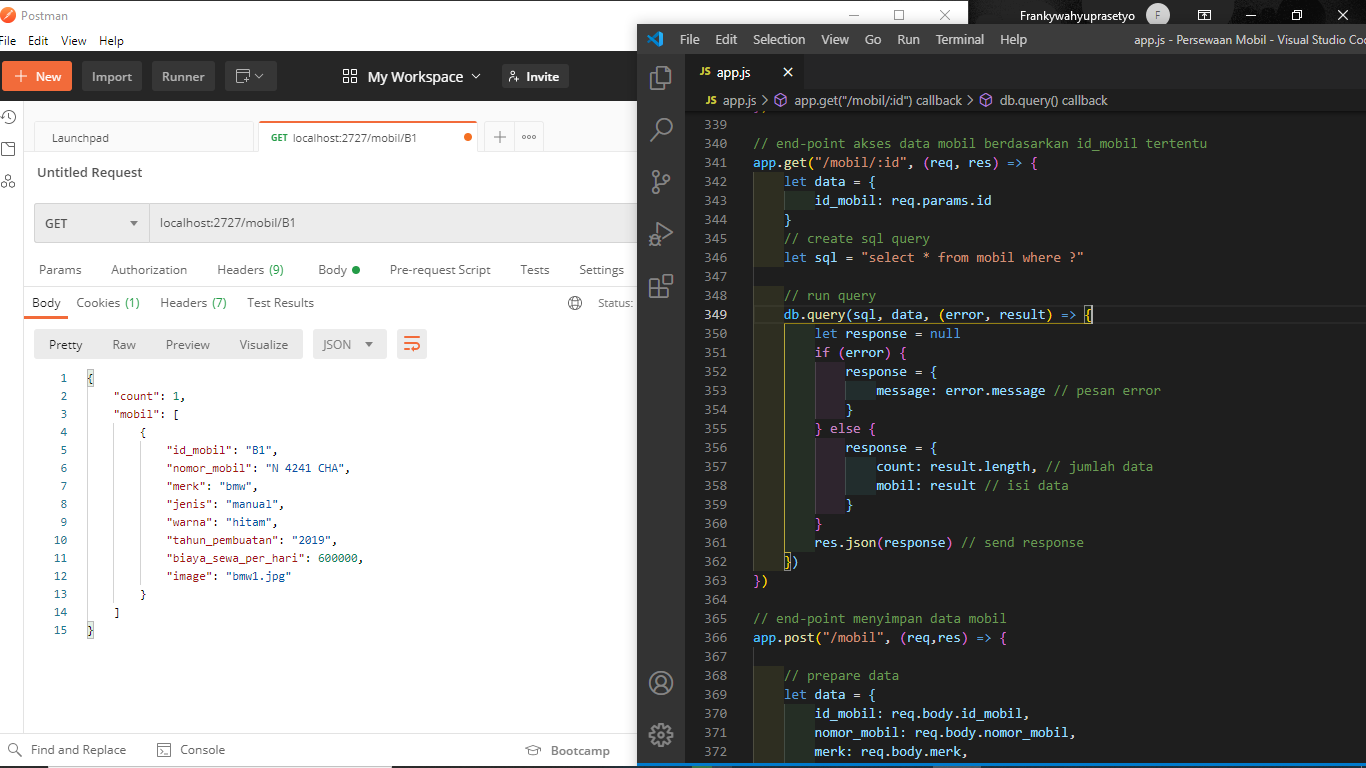 Postman
File Edit View Help
New Import Runner My Workspace Invite
Launchpad GET localhost:2727/mobil/B1
Untitled Request
GET localhost:2727/mobil/B1
Params Authorization Headers (9) Body Pre-request Script Tests Settings
Body Cookies (1) Headers (7) Test Results Status:
Pretty Raw Preview Visualize JSON
1 {
2 "count": 1,
3 "mobil": [
4 {
5 "id_mobil": "B1",
6 "nomor_mobil": "N 4241 CHA",
7 "merk": "bmw",
8 "jenis": "manual",
9 "warna": "hitam",
10 "tahun_pembuatan": "2019",
11 "biaya_sewa_per_hari": 600000,
12 "image": "bmw1.jpg"
13 }
14 ]
15 }
Find and Replace Console Bootcamp
Frankywahyuprasetyo F
File Edit Selection View Go Run Terminal Help app.js - Persewaan Mobil - Visual Studio Co
JS app.js
JS app.js > app.get("/mobil/:id") callback > db.query() callback
339
340 // end-point akses data mobil berdasarkan id_mobil tertentu
341 app.get("/mobil/:id", (req, res) => {
342 let data = {
343 id_mobil: req.params.id
344 }
345 // create sql query
346 let sql = "select * from mobil where ?"
347
348 // run query
349 db.query(sql, data, (error, result) => {
350 let response = null
351 if (error) {
352 response = {
353 message: error.message // pesan error
354 }
355 } else {
356 response = {
357 count: result.length, // jumlah data
358 mobil: result // isi data
359 }
360 }
361 res.json(response) // send response
362 })
363 })
364
365 // end-point menyimpan data mobil
366 app.post("/mobil", (req,res) => {
367
368 // prepare data
369 let data = {
370 id_mobil: req.body.id_mobil,
371 nomor_mobil: req.body.nomor_mobil,
372 merk: req.body.merk,